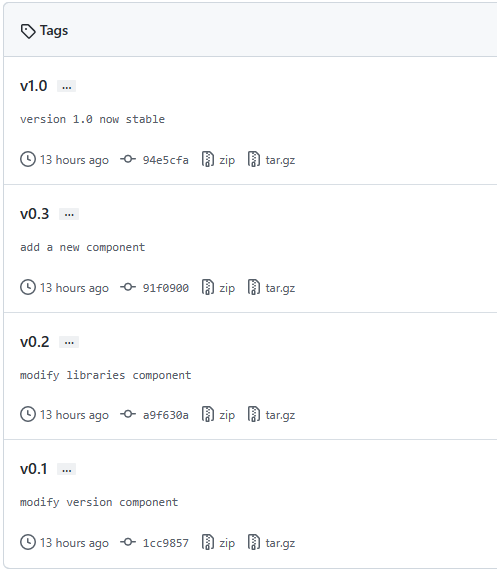 Tags
v1.0 ...
version 1.0 now stable
13 hours ago 94e5cfa zip tar.gz
v0.3 ...
add a new component
13 hours ago 91f0900 zip tar.gz
v0.2 ...
modify libraries component
13 hours ago a9f630a zip tar.gz
v0.1 ...
modify version component
13 hours ago 1cc9857 zip tar.gz